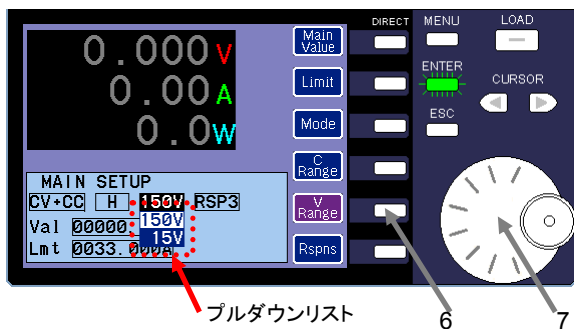 DIRECT MENU LOAD
0.000V
0.00A
0.0W
Main Value
Limit
Mode
C Range
V Range
Rspns
ENTER
CURSOR
ESC
MAIN SETUP
CV+CC H 150V RSP3
150V
15V
Val 00000
Lmt 0033.000A
プルダウンリスト
6
7